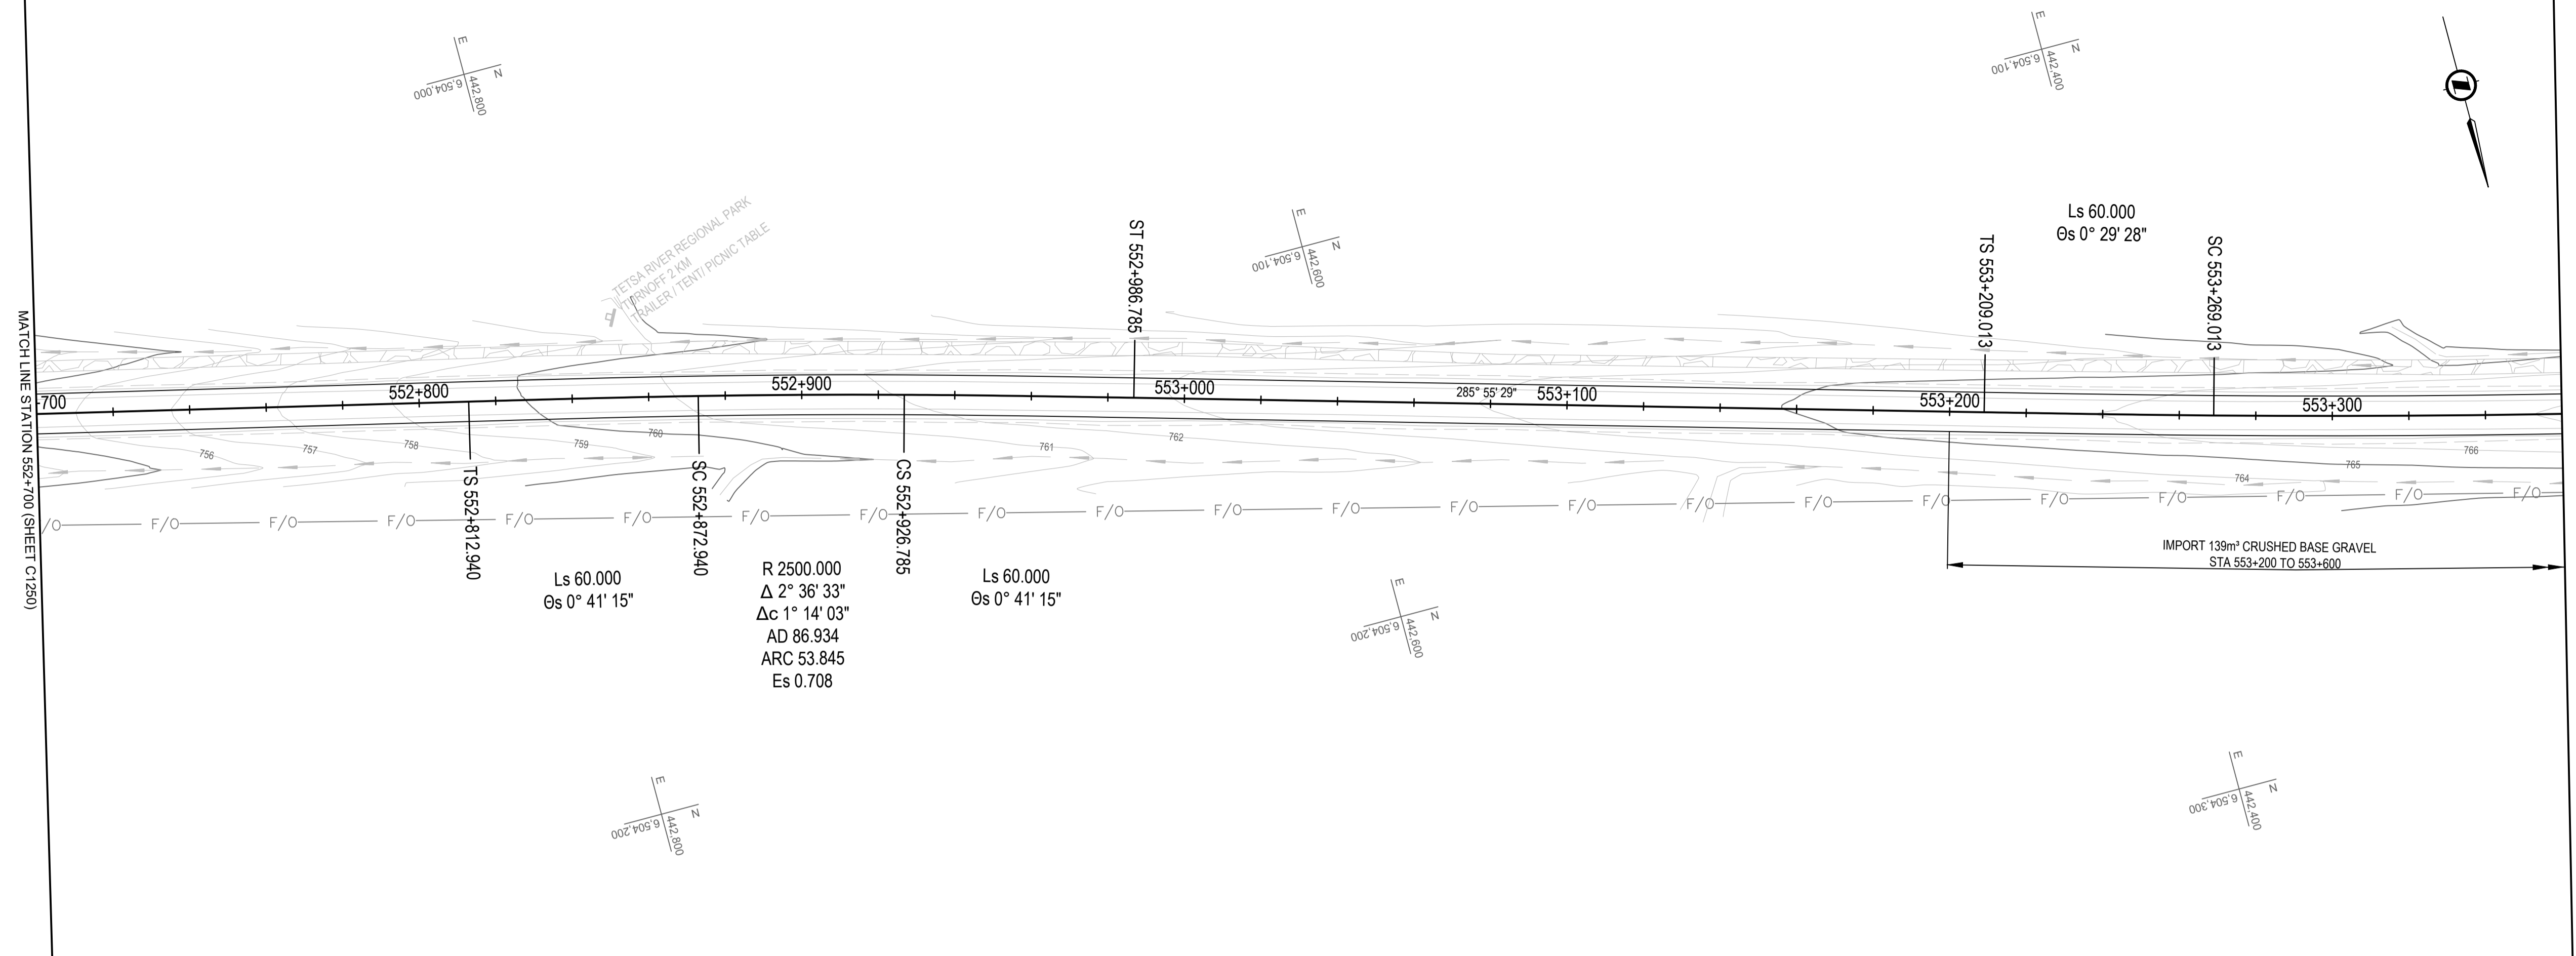 MATCH LINE STATION 552+700 (SHEET C1250)
E
N
6,504,000
442,800
E
N
6,504,100
442,600
E
N
6,504,100
442,400
TETSA RIVER REGIONAL PARK
TURNOFF 2 KM
TRAILER / TENT/ PICNIC TABLE
ST 552+986.785
TS 553+209.013
Ls 60.000
Θs 0° 29' 28"
SC 553+269.013
-700
552+800
552+900
553+000
285° 55' 29"
553+100
553+200
553+300
756
757
758
759
760
761
762
764
765
766
TS 552+812.940
SC 552+872.940
CS 552+926.785
/O F/O F/O F/O F/O F/O F/O F/O F/O F/O F/O F/O F/O F/O F/O F/O F/O F/O F/O F/O F/O F/O
Ls 60.000
Θs 0° 41' 15"
R 2500.000
Δ 2° 36' 33"
Δc 1° 14' 03"
AD 86.934
ARC 53.845
Es 0.708
Ls 60.000
Θs 0° 41' 15"
IMPORT 139m³ CRUSHED BASE GRAVEL
STA 553+200 TO 553+600
E
N
6,504,200
442,600
E
N
6,504,200
442,800
E
N
6,504,300
442,400